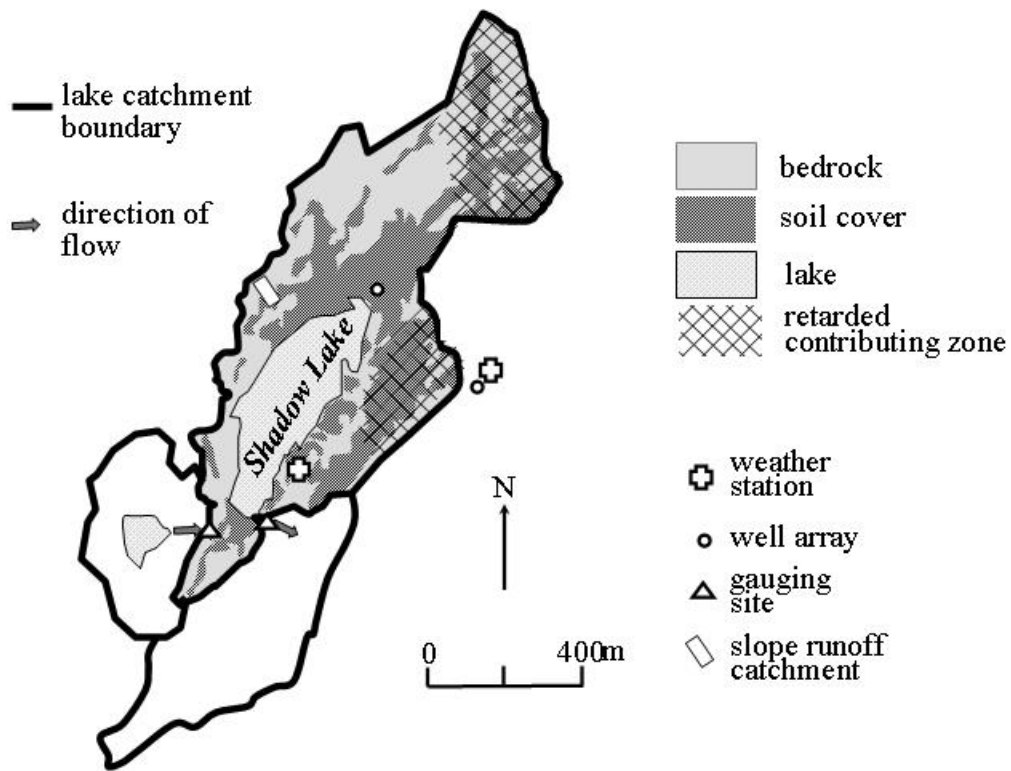 lake catchment
boundary
direction of
flow
Shadow Lake
bedrock
soil cover
lake
retarded
contributing zone
N
0 400m
weather
station
well array
gauging
site
slope runoff
catchment